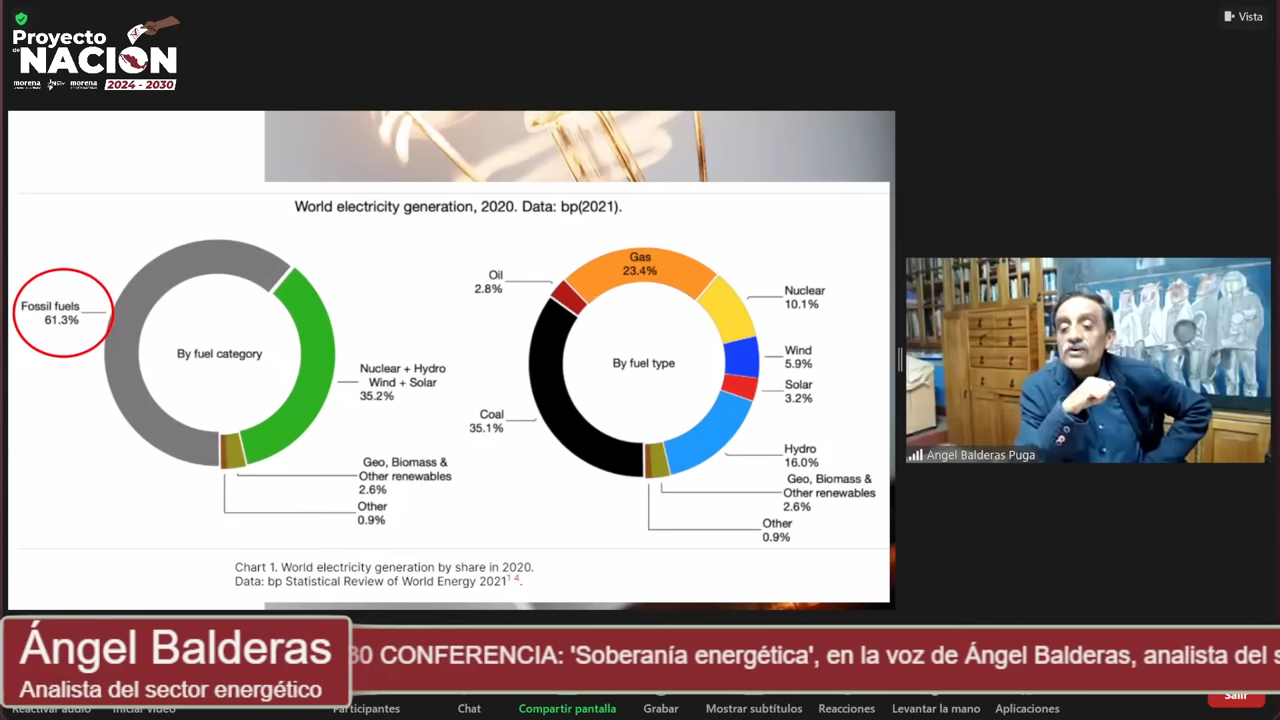 Vista
Proyecto
de
NACIÓN
morena
morena
2024 - 2030
World electricity generation, 2020. Data: bp(2021).
Fossil fuels
61.3%
By fuel category
Nuclear + Hydro
Wind + Solar
35.2%
Geo, Biomass &
Other renewables
2.6%
Other
0.9%
Oil
2.8%
Gas
23.4%
Nuclear
10.1%
By fuel type
Wind
5.9%
Solar
3.2%
Coal
35.1%
Hydro
16.0%
Geo, Biomass &
Other renewables
2.6%
Other
0.9%
Chart 1. World electricity generation by share in 2020.
Data: bp Statistical Review of World Energy 2021¹ ⁴.
Angel Balderas Puga
Ángel Balderas
Analista del sector energético
30 CONFERENCIA: 'Soberanía energética', en la voz de Ángel Balderas, analista del s
Reactivar audio
Iniciar video
Participantes
Chat
Compartir pantalla
Grabar
Mostrar subtítulos
Reacciones
Levantar la mano
Aplicaciones
Salir